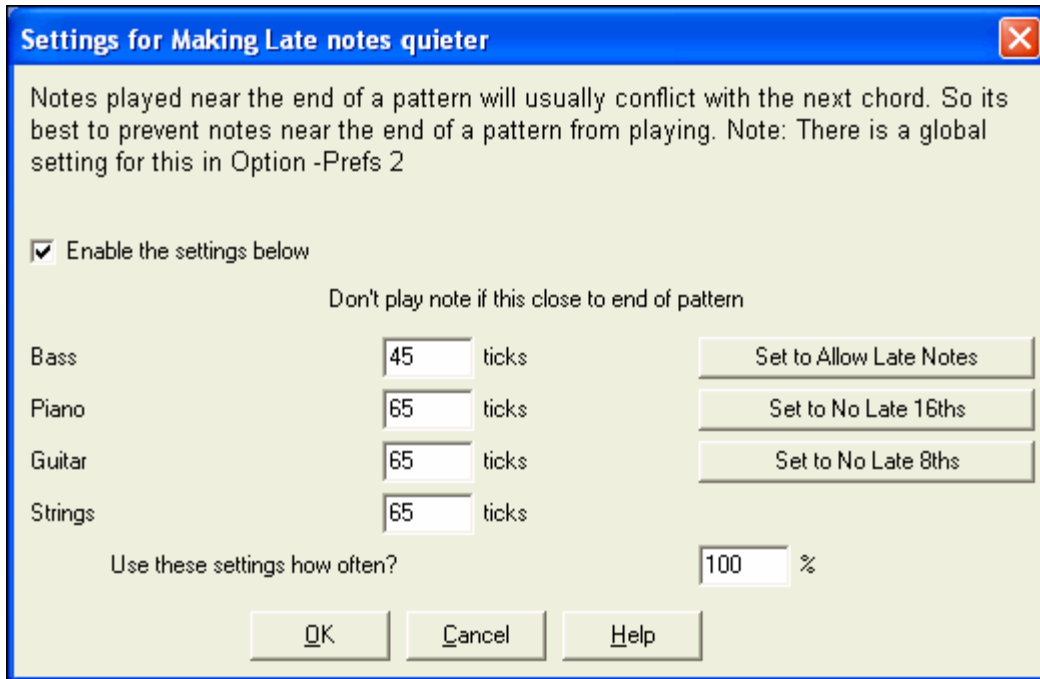 Settings for Making Late notes quieter
Notes played near the end of a pattern will usually conflict with the next chord. So its
best to prevent notes near the end of a pattern from playing. Note: There is a global
setting for this in Option -Prefs 2
Enable the settings below
Don't play note if this close to end of pattern
Bass 45 ticks Set to Allow Late Notes
Piano 65 ticks Set to No Late 16ths
Guitar 65 ticks Set to No Late 8ths
Strings 65 ticks
Use these settings how often? 100 %
OK Cancel Help